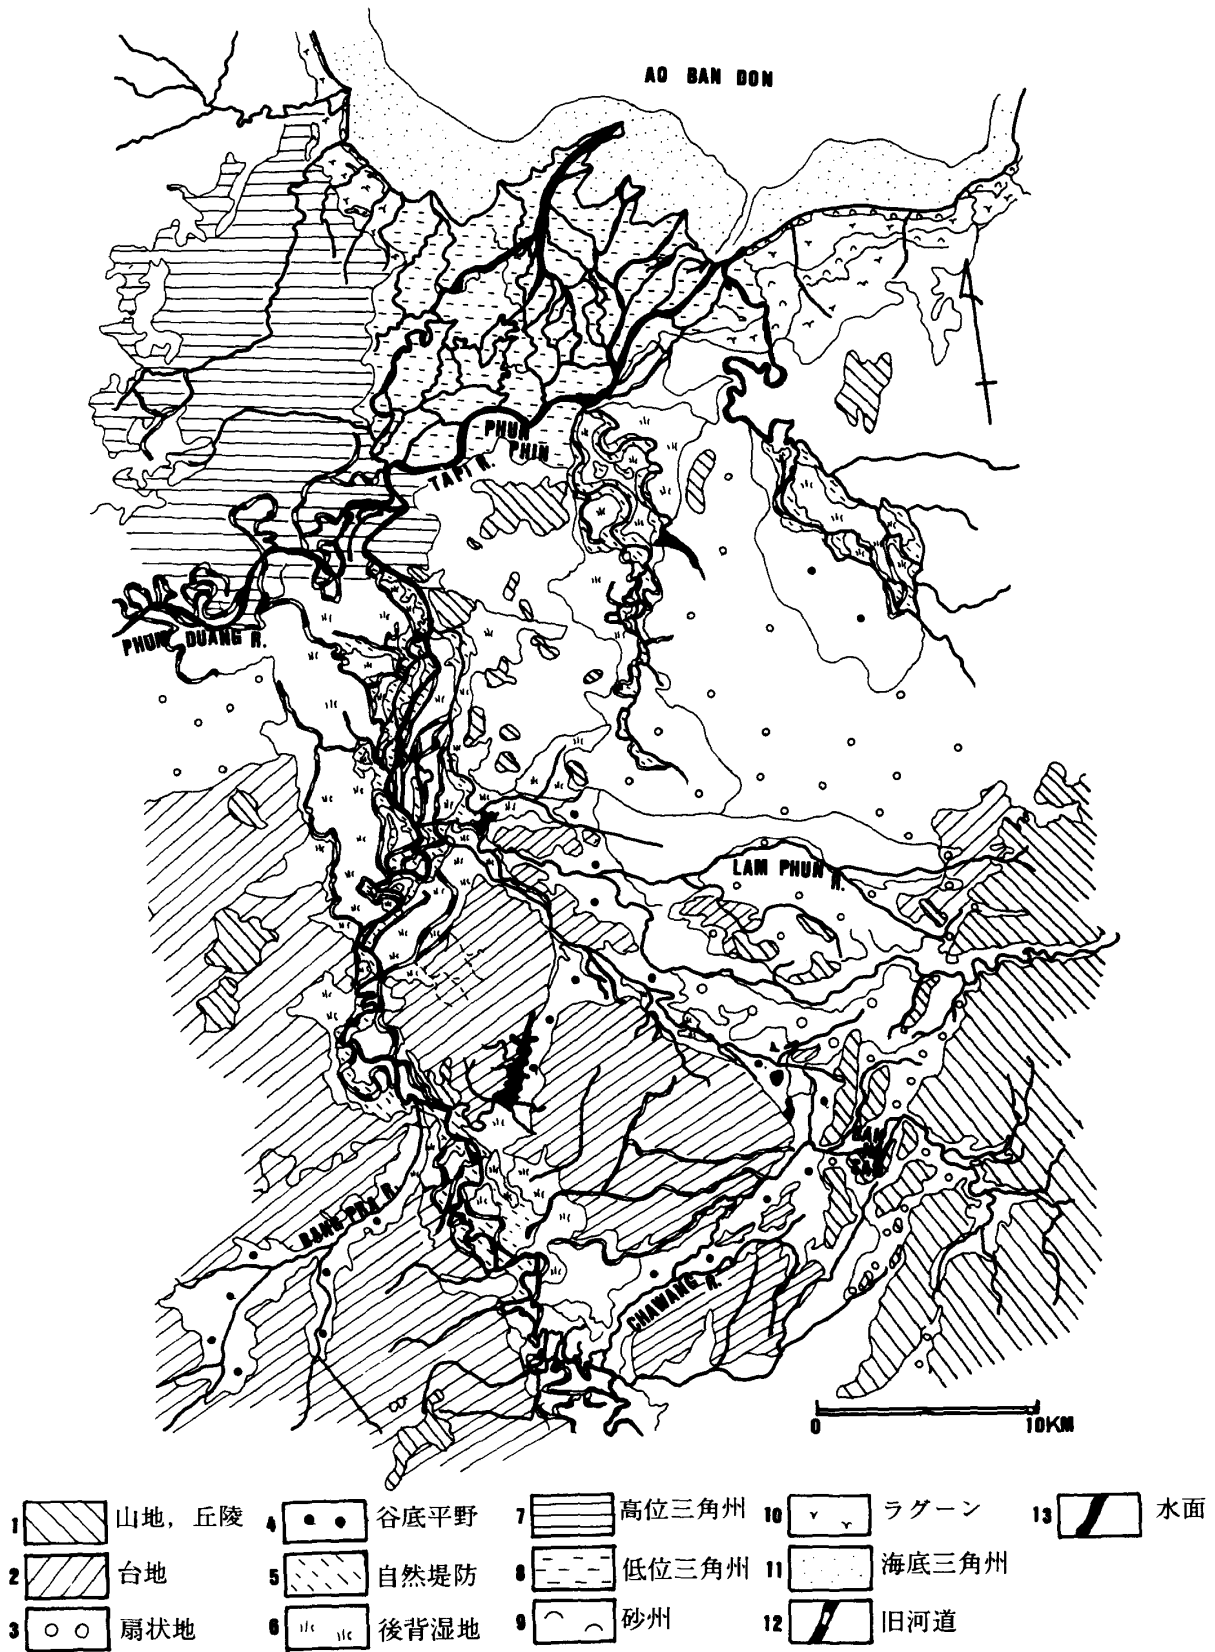 AO BAN DON
PHUN
PHIN
TAPI R.
PHUM DUANG R.
LAM PHUN R.
BAN
NA
SAN
CHAWANG R.
0 10KM
1 山地，丘陵
2 台地
3 扇状地
4 谷底平野
5 自然堤防
6 後背湿地
7 高位三角州
8 低位三角州
9 砂州
10 ラグーン
11 海底三角州
12 旧河道
13 水面